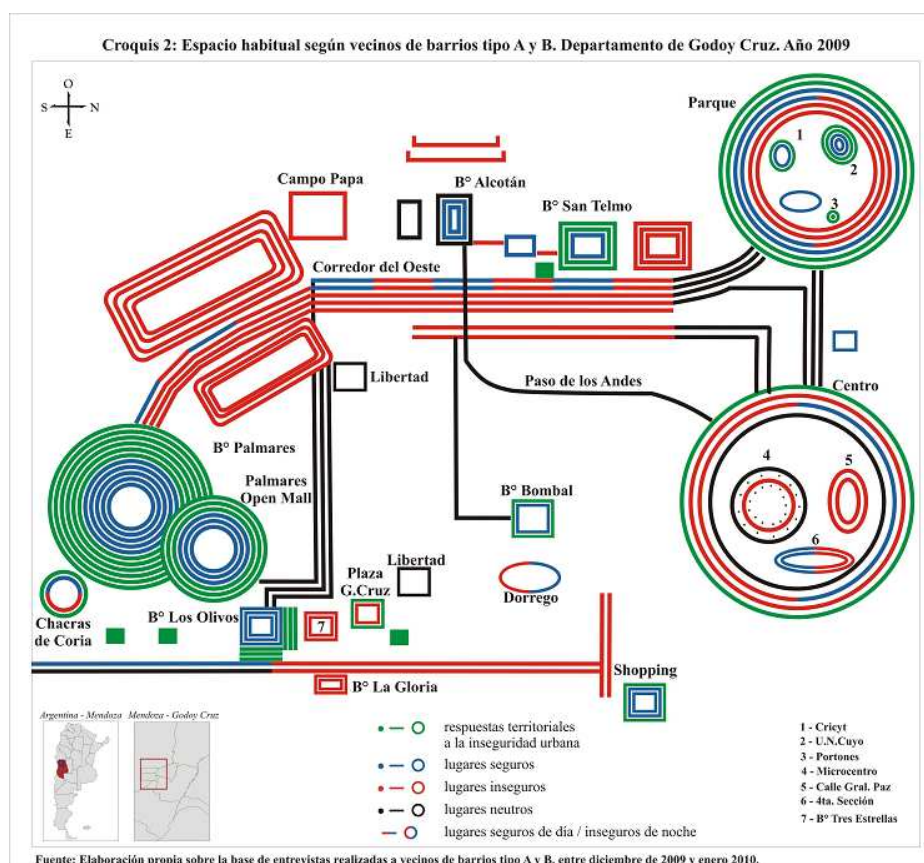 Croquis 2: Espacio habitual según vecinos de barrios tipo A y B. Departamento de Godoy Cruz. Año 2009
O
S N
E
Parque
1
2
3
Campo Papa
B° Alcotán
B° San Telmo
Corredor del Oeste
Libertad
Paso de los Andes
Centro
B° Palmares
Palmares
Open Mall
4
5
6
B° Bombal
Libertad
Plaza
G.Cruz
Dorrego
Chacras
de Coria
B° Los Olivos
7
B° La Gloria
Shopping
Argentina - Mendoza
Mendoza - Godoy Cruz
respuestas territoriales
a la inseguridad urbana
lugares seguros
lugares inseguros
lugares neutros
lugares seguros de día / inseguros de noche
1 - Cricyt
2 - U.N.Cuyo
3 - Portones
4 - Microcentro
5 - Calle Gral. Paz
6 - 4ta. Sección
7 - B° Tres Estrellas
Fuente: Elaboración propia sobre la base de entrevistas realizadas a vecinos de barrios tipo A y B, entre diciembre de 2009 y enero 2010.